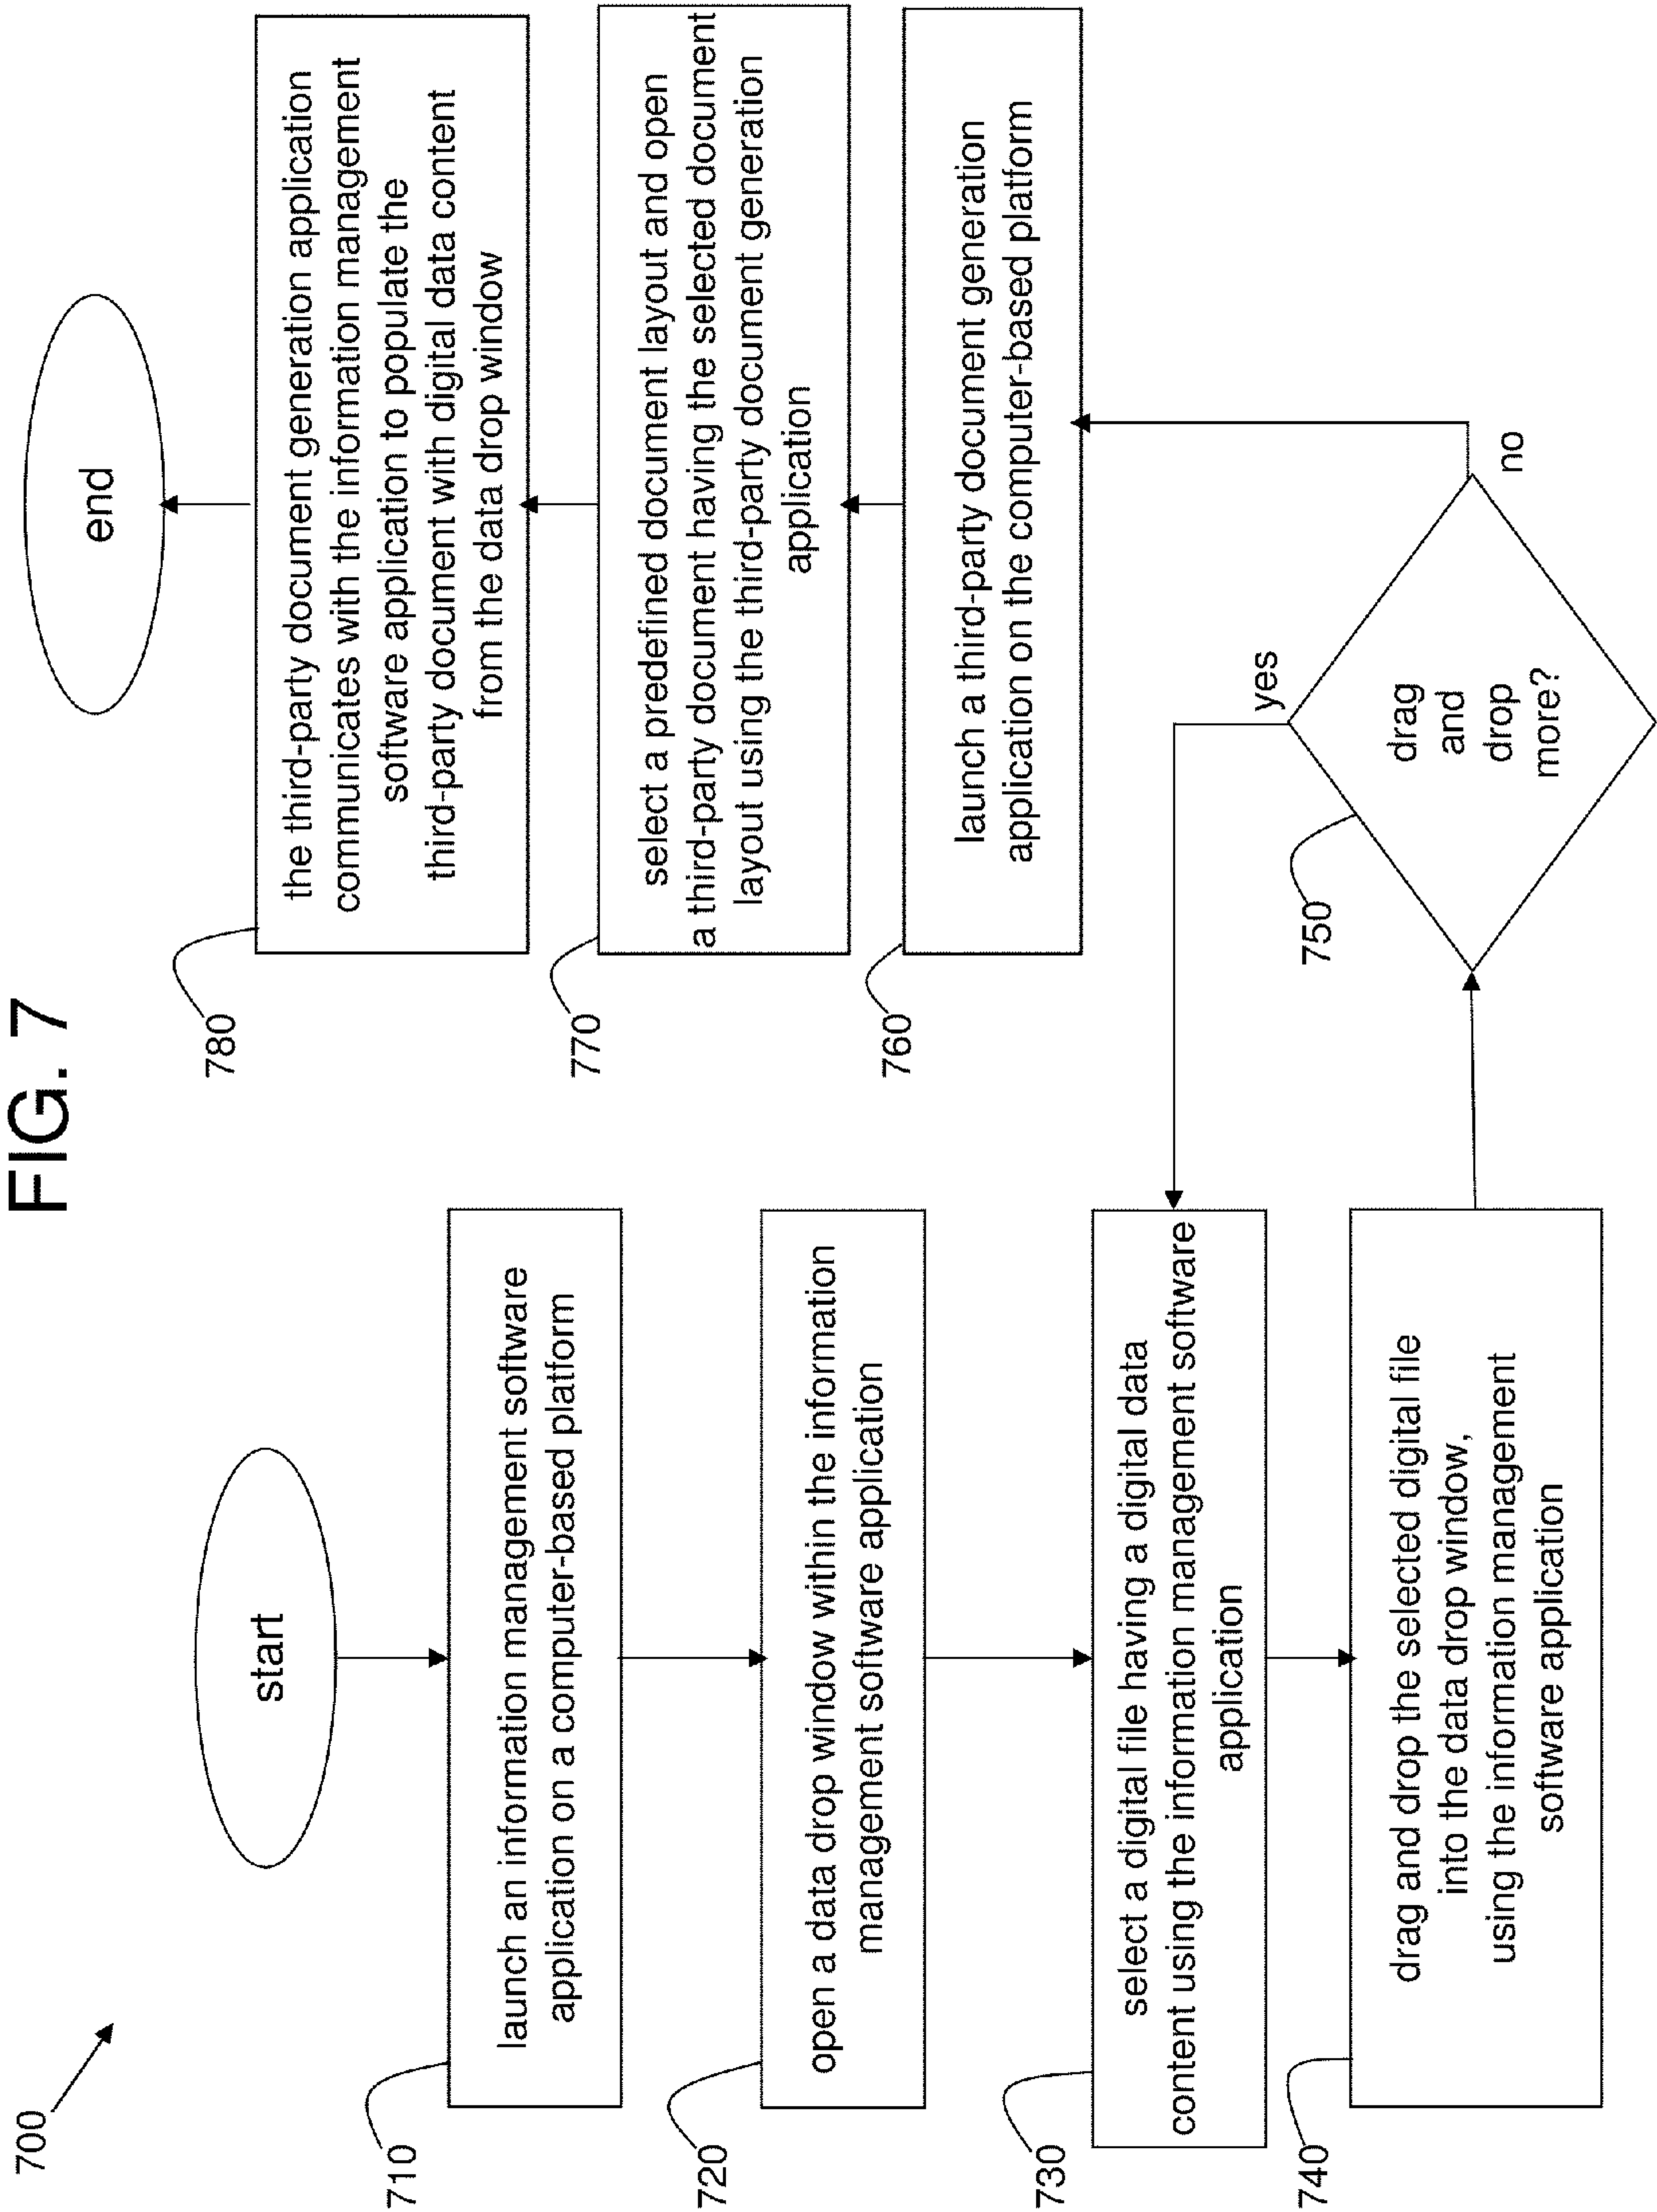 FIG. 7
700
start
710
launch an information management software
application on a computer-based platform
720
open a data drop window within the information
management software application
730
select a digital file having a digital data
content using the information management software
application
740
drag and drop the selected digital file
into the data drop window,
using the information management
software application
750
drag
and
drop
more?
yes
no
760
launch a third-party document generation
application on the computer-based platform
770
select a predefined document layout and open
a third-party document having the selected document
layout using the third-party document generation
application
780
the third-party document generation application
communicates with the information management
software application to populate the
third-party document with digital data content
from the data drop window
end